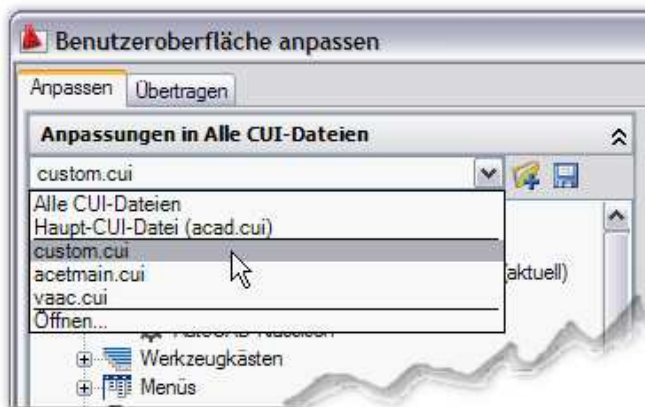 Benutzeroberfläche anpassen
Anpassen Übertragen
Anpassungen in Alle CUI-Dateien
custom.cui
Alle CUI-Dateien
Haupt-CUI-Datei (acad.cui)
custom.cui
acetmain.cui (aktuell)
vaac.cui
Öffnen...
Werkzeugkästen
Menüs